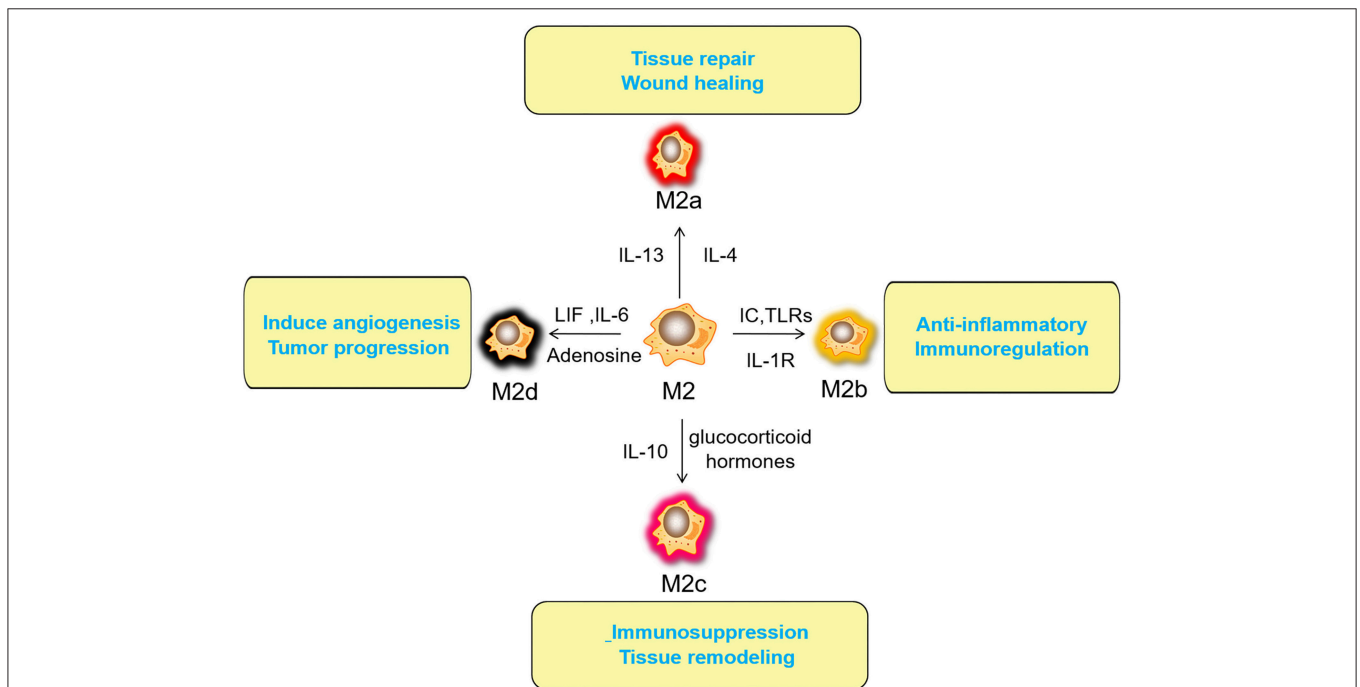 Tissue repair
Wound healing
M2a
IL-13 IL-4
Induce angiogenesis
Tumor progression
LIF ,IL-6
Adenosine
M2d
M2
IC,TLRs
IL-1R
M2b
Anti-inflammatory
Immunoregulation
IL-10
glucocorticoid
hormones
M2c
_Immunosuppression
Tissue remodeling